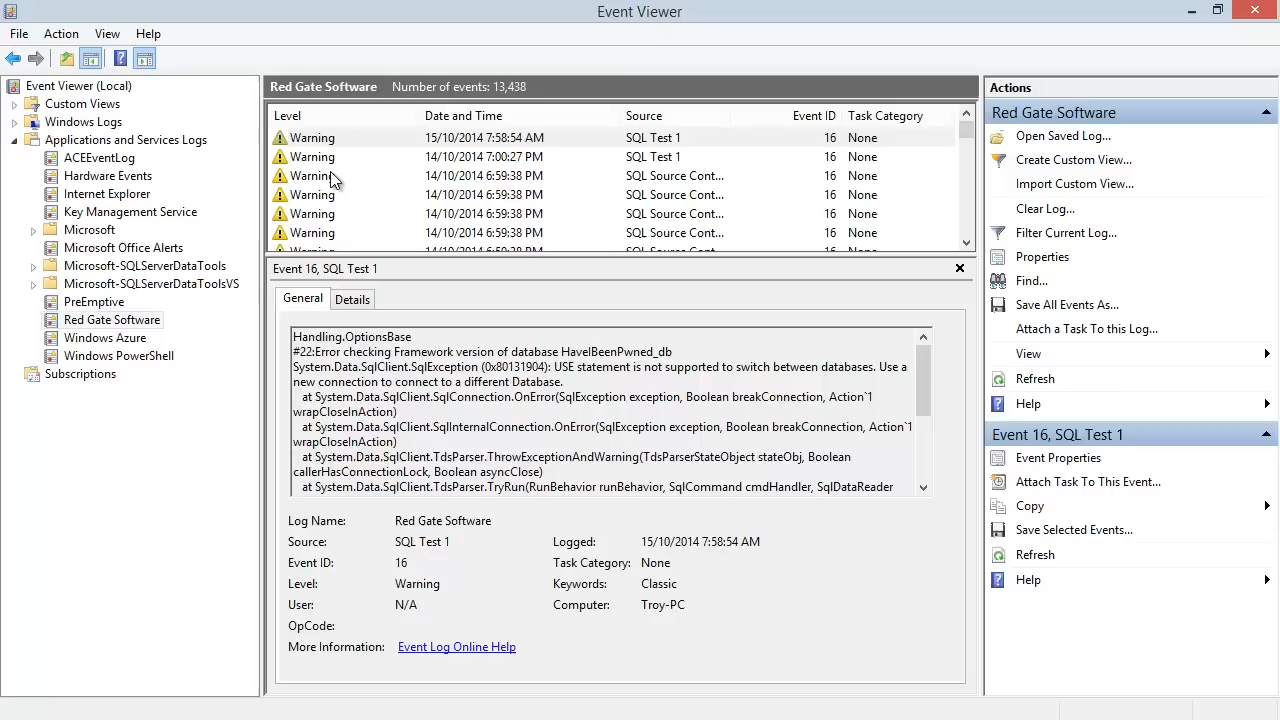 Event Viewer
File Action View Help
Event Viewer (Local)
Custom Views
Windows Logs
Applications and Services Logs
ACEEventLog
Hardware Events
Internet Explorer
Key Management Service
Microsoft
Microsoft Office Alerts
Microsoft-SQLServerDataTools
Microsoft-SQLServerDataToolsVS
PreEmptive
Red Gate Software
Windows Azure
Windows PowerShell
Subscriptions
Red Gate Software Number of events: 13,438
Level Date and Time Source Event ID Task Category
Warning 15/10/2014 7:58:54 AM SQL Test 1 16 None
Warning 14/10/2014 7:00:27 PM SQL Test 1 16 None
Warning 14/10/2014 6:59:38 PM SQL Source Cont... 16 None
Warning 14/10/2014 6:59:38 PM SQL Source Cont... 16 None
Warning 14/10/2014 6:59:38 PM SQL Source Cont... 16 None
Warning 14/10/2014 6:59:38 PM SQL Source Cont... 16 None
Warning 14/10/2014 6:59:38 PM SQL Source Cont... 16 None
Event 16, SQL Test 1
General Details
Handling.OptionsBase
#22:Error checking Framework version of database HaveIBeenPwned_db
System.Data.SqlClient.SqlException (0x80131904): USE statement is not supported to switch between databases. Use a
new connection to connect to a different Database.
at System.Data.SqlClient.SqlConnection.OnError(SqlException exception, Boolean breakConnection, Action`1
wrapCloseInAction)
at System.Data.SqlClient.SqlInternalConnection.OnError(SqlException exception, Boolean breakConnection, Action`1
wrapCloseInAction)
at System.Data.SqlClient.TdsParser.ThrowExceptionAndWarning(TdsParserStateObject stateObj, Boolean
callerHasConnectionLock, Boolean asyncClose)
at System.Data.SqlClient.TdsParser.TryRun(RunBehavior runBehavior, SqlCommand cmdHandler, SqlDataReader
Log Name: Red Gate Software
Source: SQL Test 1 Logged: 15/10/2014 7:58:54 AM
Event ID: 16 Task Category: None
Level: Warning Keywords: Classic
User: N/A Computer: Troy-PC
OpCode:
More Information: Event Log Online Help
Actions
Red Gate Software
Open Saved Log...
Create Custom View...
Import Custom View...
Clear Log...
Filter Current Log...
Properties
Find...
Save All Events As...
Attach a Task To this Log...
View
Refresh
Help
Event 16, SQL Test 1
Event Properties
Attach Task To This Event...
Copy
Save Selected Events...
Refresh
Help